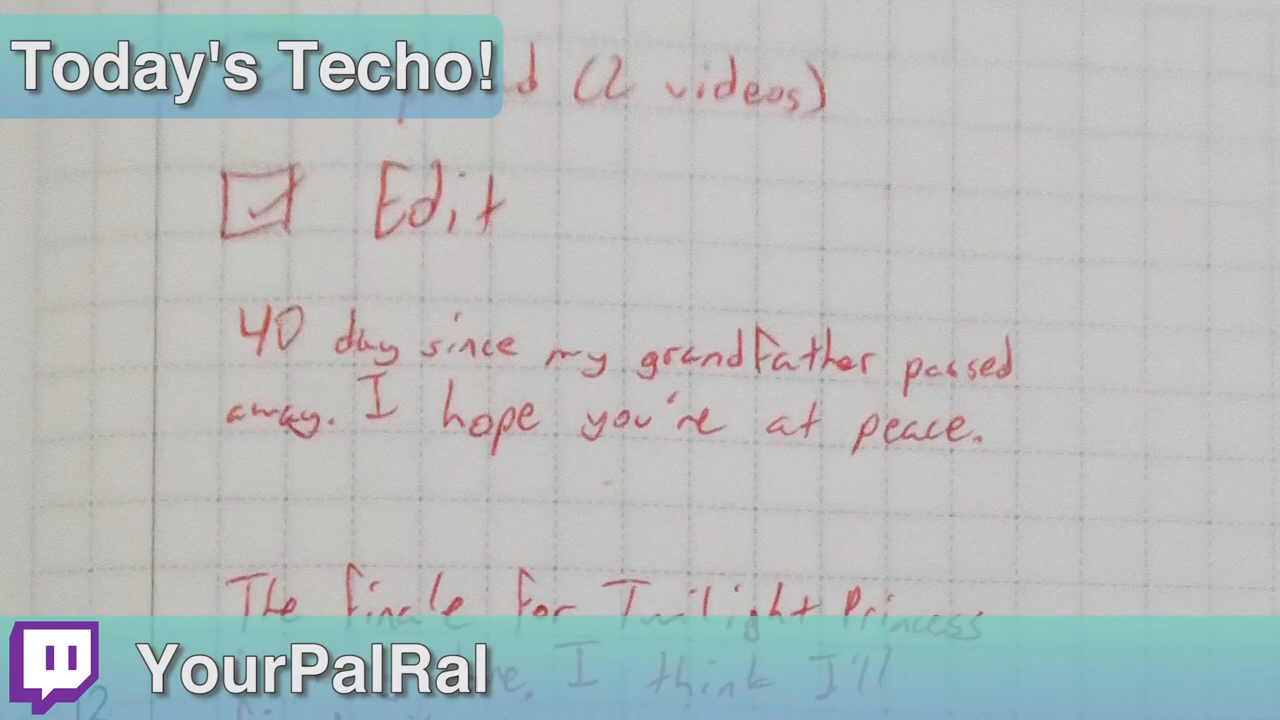 Today's Techo!
(2 videos)
Edit
40 day since my grandfather passed
away. I hope you're at peace.
The finale for Twilight Princess
I think I'll
YourPalRal
12